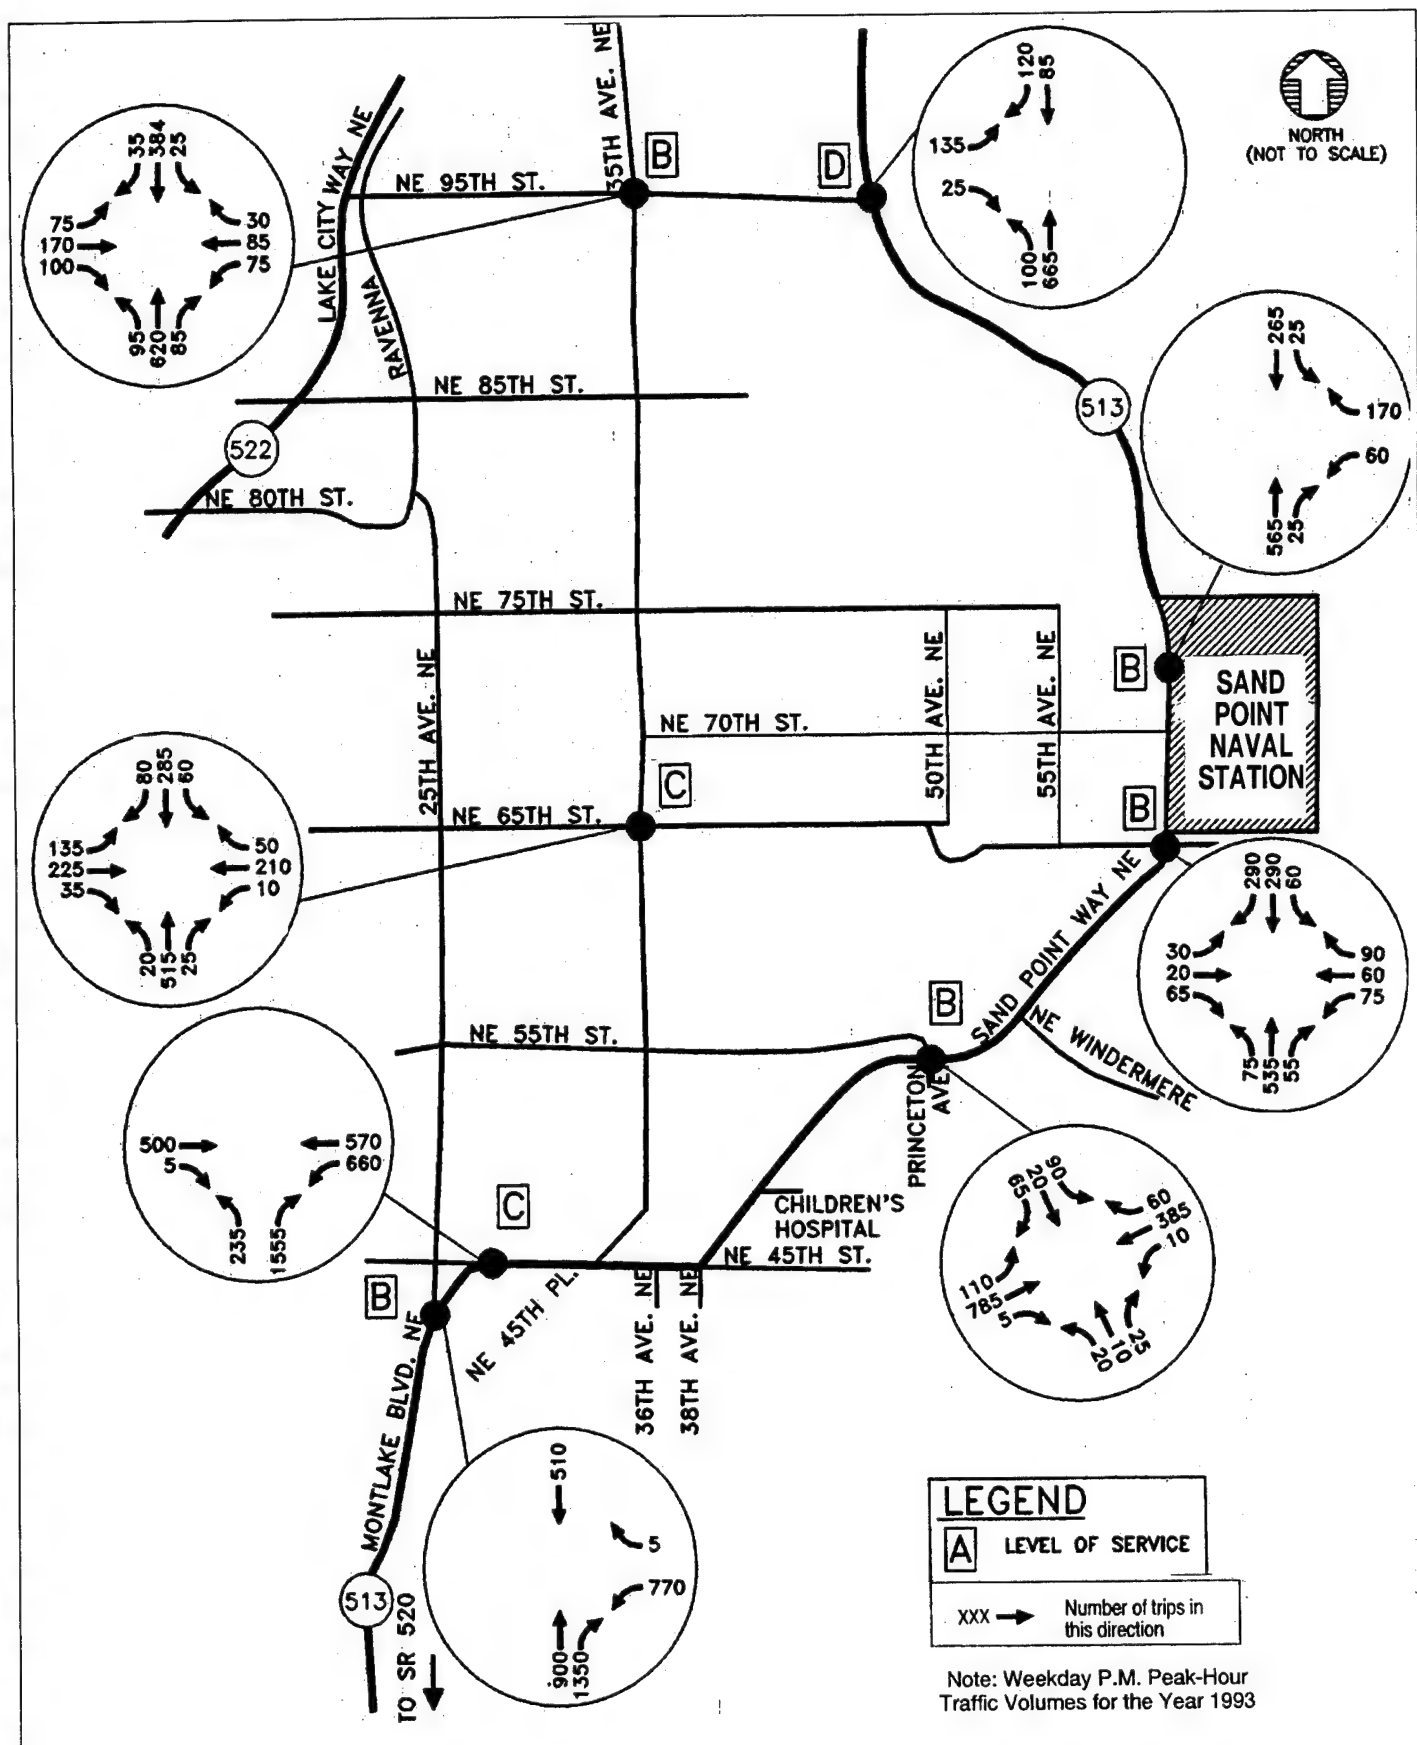 35TH AVE. NE
LAKE CITY WAY NE
RAVENNA
NE 95TH ST.
B
D
NORTH
(NOT TO SCALE)
35 384 25
75
170
100
30
85
75
95 620 85
120 85
135
25
100 665
NE 85TH ST.
522
NE 80TH ST.
513
265 25
170
60
565 25
NE 75TH ST.
25TH AVE. NE
NE 70TH ST.
50TH AVE. NE
55TH AVE. NE
B
SAND
POINT
NAVAL
STATION
C
NE 65TH ST.
B
80 285 60
135
225
35
50
210
10
20 515 25
290 290 60
30
20
65
90
60
75
75 535 55
SAND POINT WAY NE
NE WINDERMERE
B
NE 55TH ST.
PRINCETON
AVE.
500
5
570
660
235 1555
65 20 90
60
385
10
110
785
5
20 10 25
C
CHILDREN'S
HOSPITAL
NE 45TH ST.
B
NE 45TH PL.
36TH AVE. NE
38TH AVE. NE
MONTLAKE BLVD. NE
510
5
770
900 1350
513
TO SR 520
LEGEND
A LEVEL OF SERVICE
XXX Number of trips in
this direction
Note: Weekday P.M. Peak-Hour
Traffic Volumes for the Year 1993